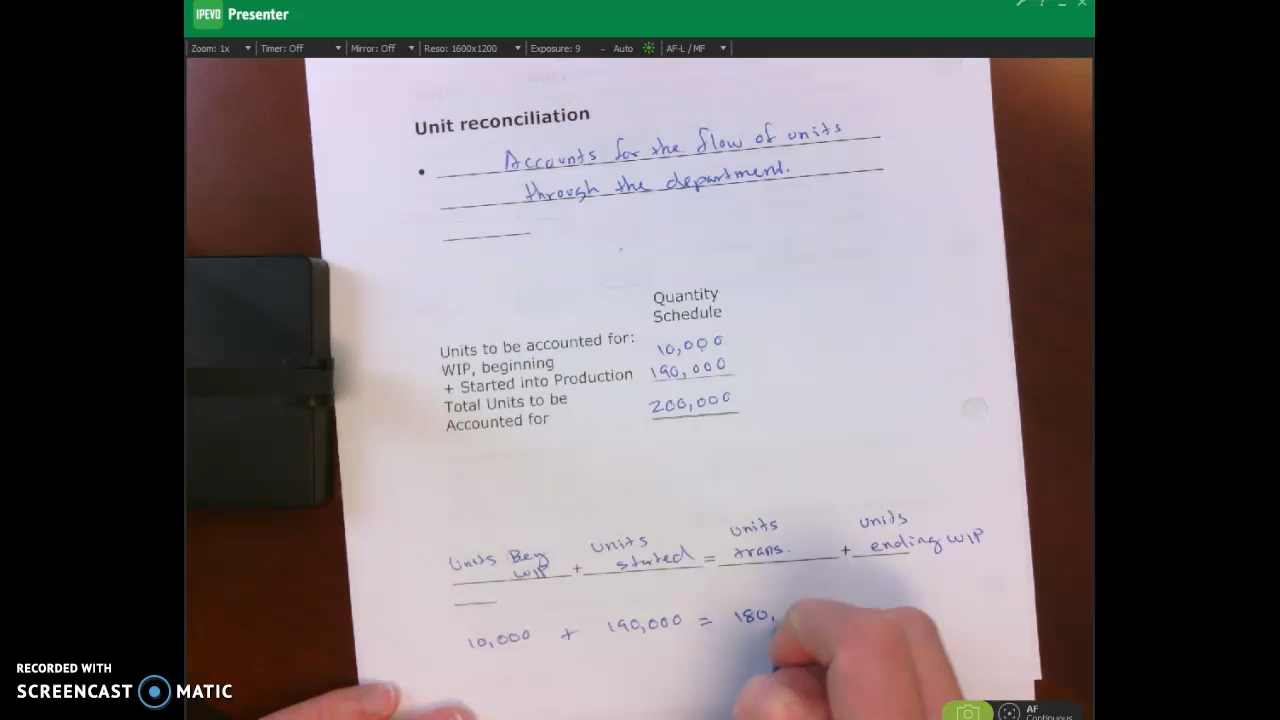 IPEVO Presenter
Zoom: 1x Timer: Off Mirror: Off Reso: 1600x1200 Exposure: 9 - Auto AF-L / MF
Unit reconciliation
• Accounts for the flow of units
through the department.
Quantity
Schedule
Units to be accounted for:
WIP, beginning 10,000
+ Started into Production 190,000
Total Units to be
Accounted for 200,000
Units Beg WIP + units started = units trans. + units ending WIP
10,000 + 190,000 = 180,
RECORDED WITH
SCREENCAST MATIC
AF
Continuous